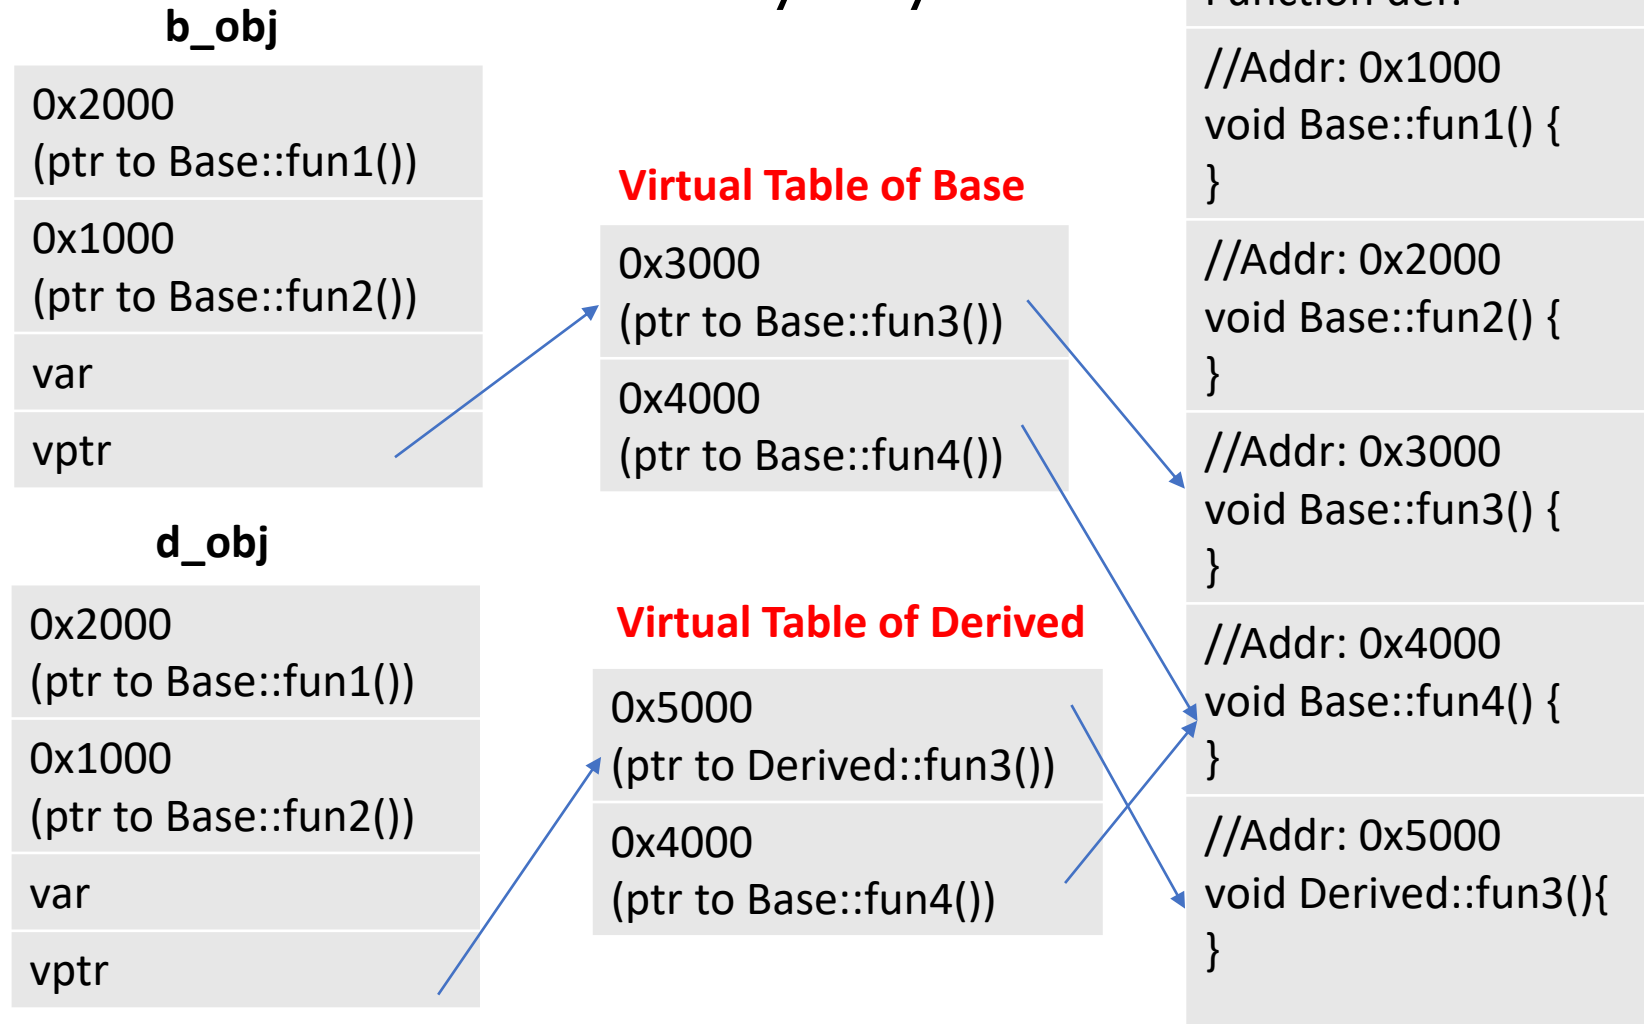 b_obj
0x2000
(ptr to Base::fun1())
0x1000
(ptr to Base::fun2())
var
vptr
d_obj
0x2000
(ptr to Base::fun1())
0x1000
(ptr to Base::fun2())
var
vptr
Virtual Table of Base
0x3000
(ptr to Base::fun3())
0x4000
(ptr to Base::fun4())
Virtual Table of Derived
0x5000
(ptr to Derived::fun3())
0x4000
(ptr to Base::fun4())
//Addr: 0x1000
void Base::fun1() {
}
//Addr: 0x2000
void Base::fun2() {
}
//Addr: 0x3000
void Base::fun3() {
}
//Addr: 0x4000
void Base::fun4() {
}
//Addr: 0x5000
void Derived::fun3(){
}